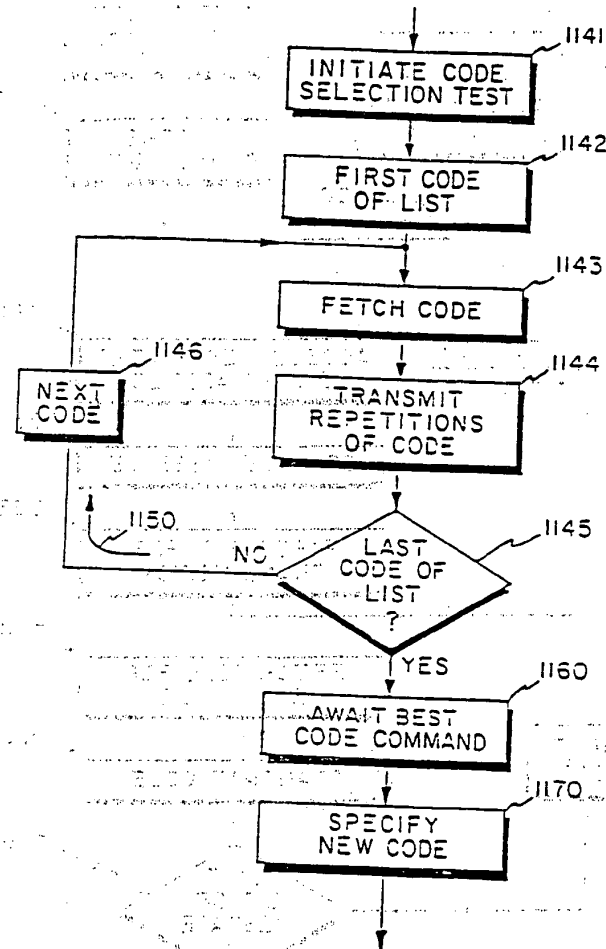 1141
INITIATE CODE
SELECTION TEST
1142
FIRST CODE
OF LIST
1143
FETCH CODE
1146
NEXT
CODE
1144
TRANSMIT
REPETITIONS
OF CODE
1150
NO
1145
LAST
CODE OF
LIST
?
YES
1160
AWAIT BEST
CODE COMMAND
1170
SPECIFY
NEW CODE